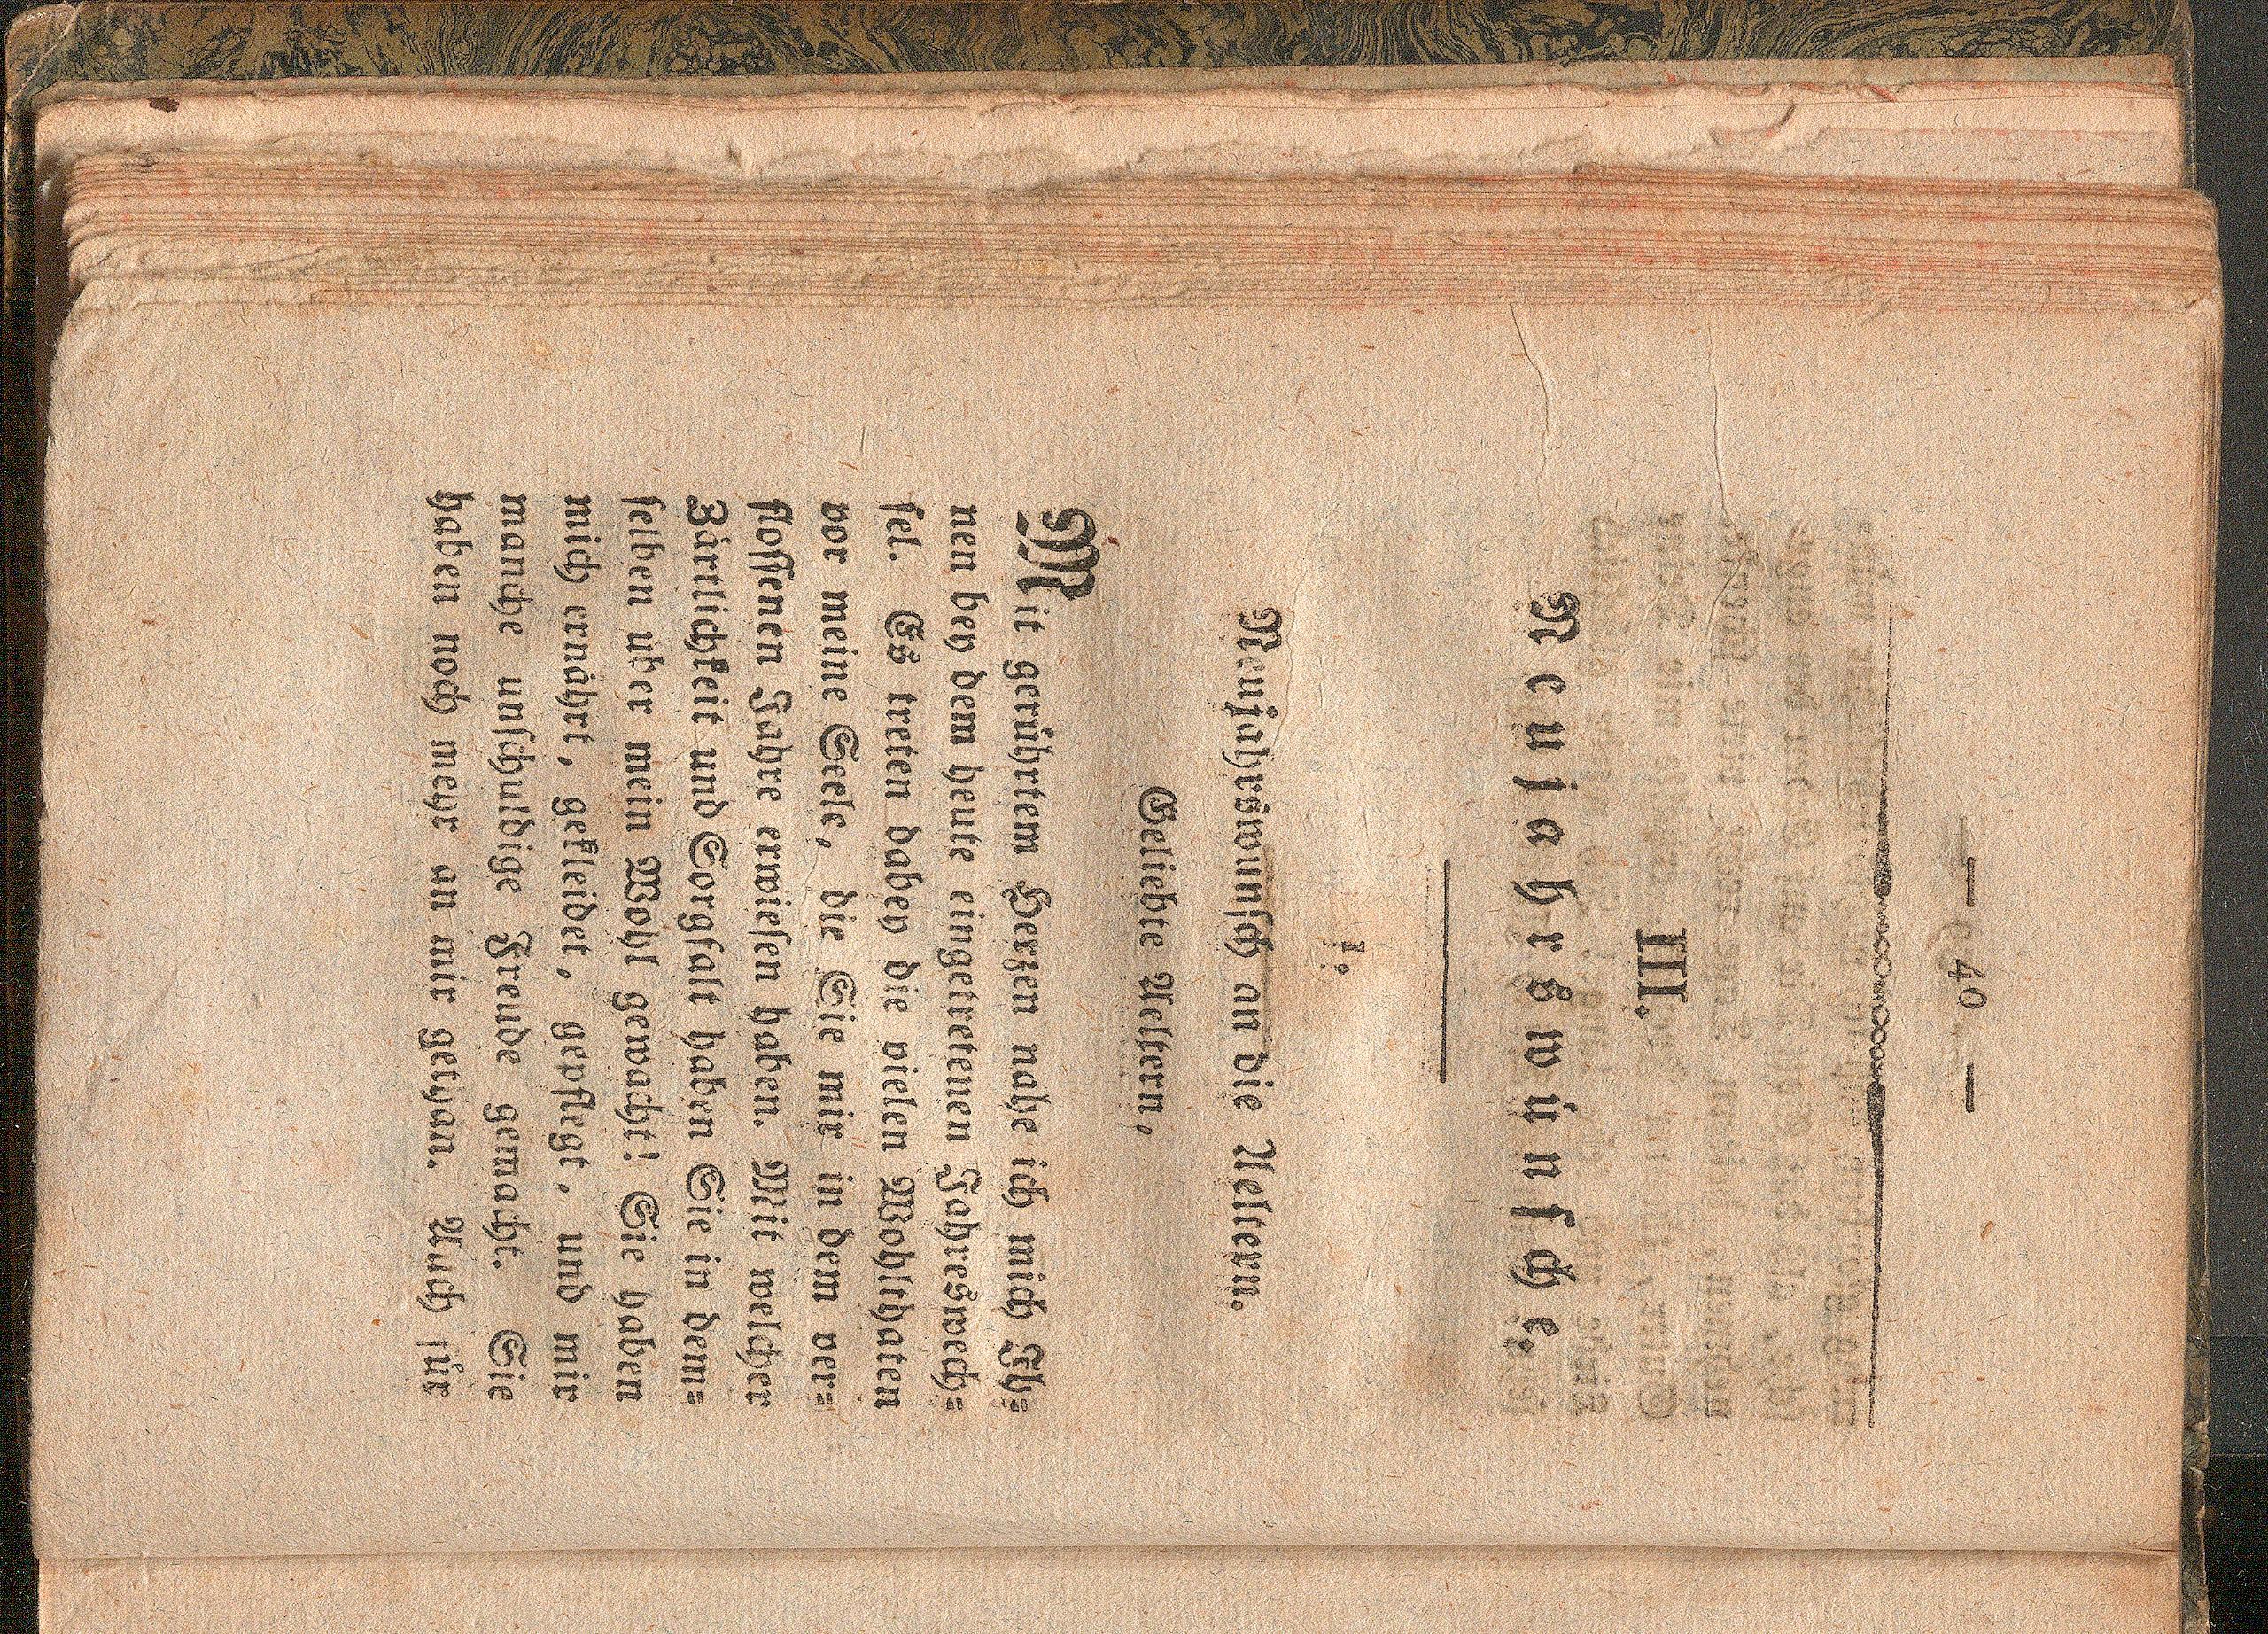 — 40 —
III.
Neujahrswünsche.
1.
Neujahrswunsch an die Aeltern.
Geliebte Aeltern,
Mit gerührtem Herzen nahe ich mich Ih=
nen bey dem heute eingetretenen Jahreswech=
sel. Es treten dabey die vielen Wohlthaten
vor meine Seele, die Sie mir in dem ver=
flossenen Jahre erwiesen haben. Mit welcher
Zärtlichkeit und Sorgfalt haben Sie in dem=
selben über mein Wohl gewacht! Sie haben
mich ernährt, gekleidet, gepflegt, und mir
manche unschuldige Freude gemacht. Sie
haben noch mehr an mir gethan. Auch für